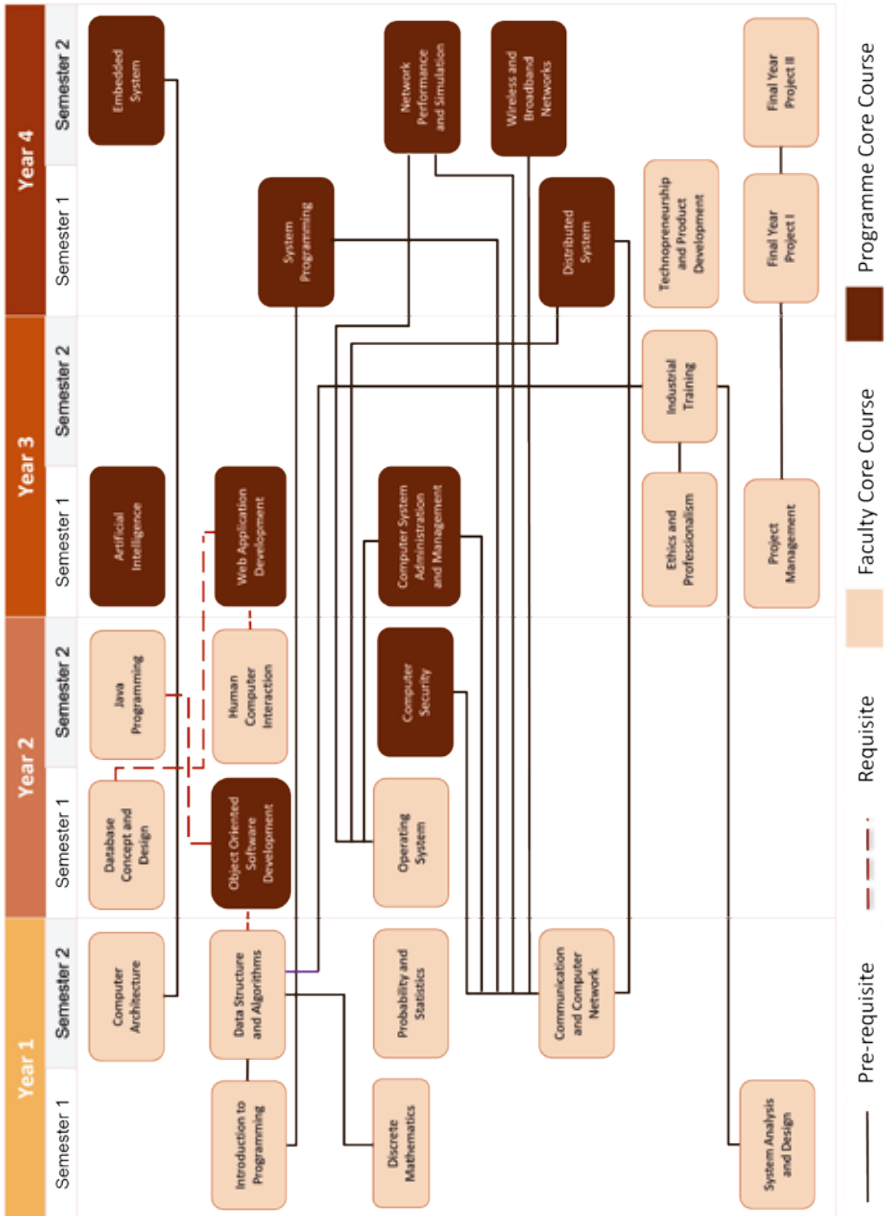 Year 1
Year 2
Year 3
Year 4
Semester 1
Semester 2
Semester 1
Semester 2
Semester 1
Semester 2
Semester 1
Semester 2
Computer
Architecture
Database
Concept and
Design
Java
Programming
Artificial
Intelligence
Embedded
System
Introduction to
Programming
Data Structure
and Algorithms
Object Oriented
Software
Development
Human
Computer
Interaction
Web Application
Development
System
Programming
Discrete
Mathematics
Probability and
Statistics
Operating
System
Computer
Security
Computer System
Administration
and Management
Network
Performance
and Simulation
Communication
and Computer
Network
Distributed
System
Wireless and
Broadband
Networks
Ethics and
Professionalism
Industrial
Training
Technopreneurship
and Product
Development
System Analysis
and Design
Project
Management
Final Year
Project I
Final Year
Project II
Pre-requisite
Requisite
Faculty Core Course
Programme Core Course